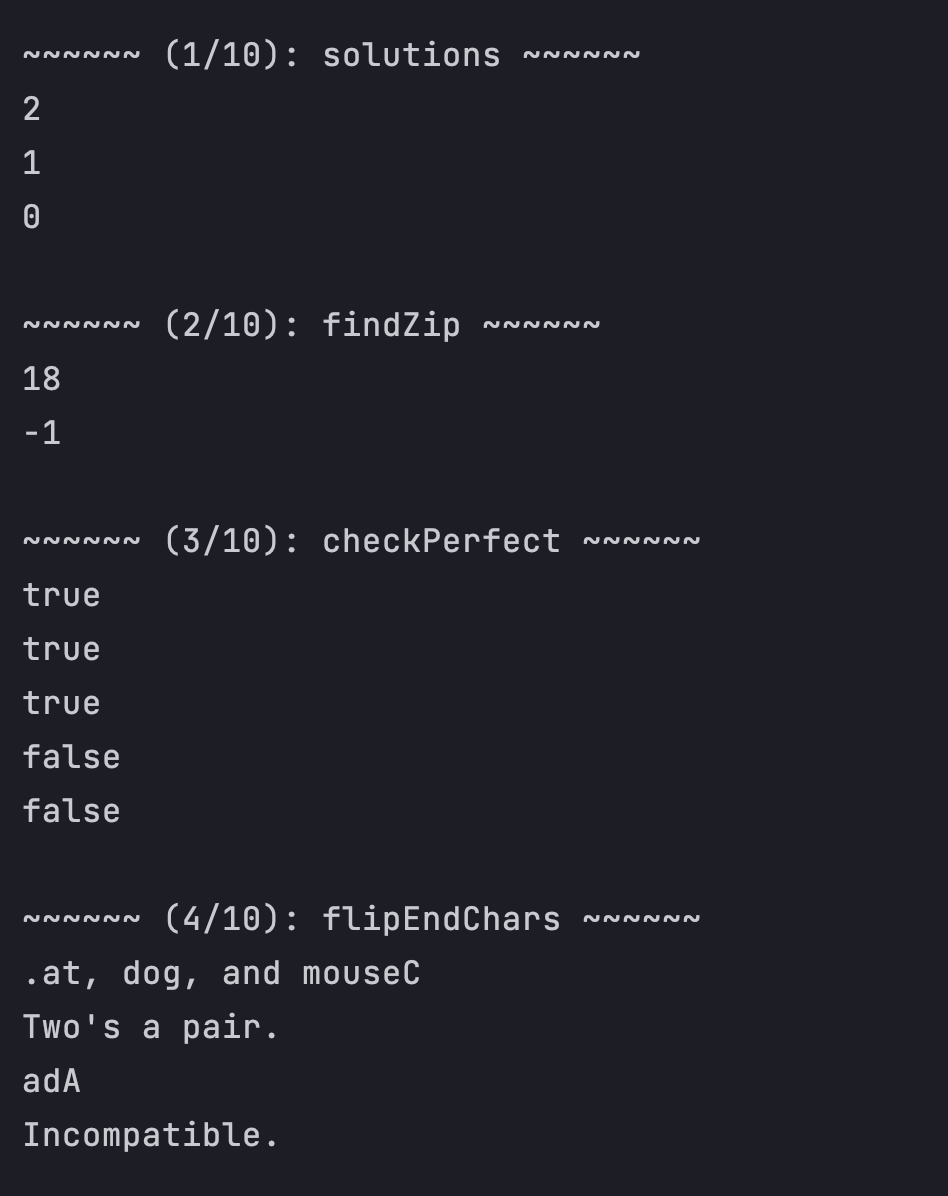 ~~~~~~ (1/10): solutions ~~~~~~
2
1
0
~~~~~~ (2/10): findZip ~~~~~~
18
-1
~~~~~~ (3/10): checkPerfect ~~~~~~
true
true
true
false
false
~~~~~~ (4/10): flipEndChars ~~~~~~
.at, dog, and mouseC
Two's a pair.
adA
Incompatible.